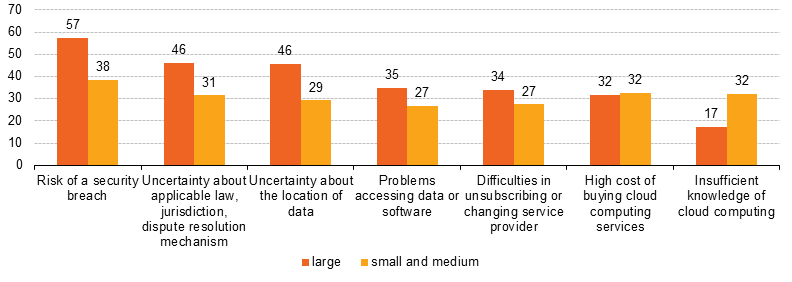 70
60
50
40
30
20
10
0
57
38
46
31
46
29
35
27
34
27
32
32
17
32
Risk of a security
breach
Uncertainty about
applicable law,
jurisdiction,
dispute resolution
mechanism
Uncertainty about
the location of
data
Problems
accessing data or
software
Difficulties in
unsubscribing or
changing service
provider
High cost of
buying cloud
computing
services
Insufficient
knowledge of
cloud computing
large
small and medium